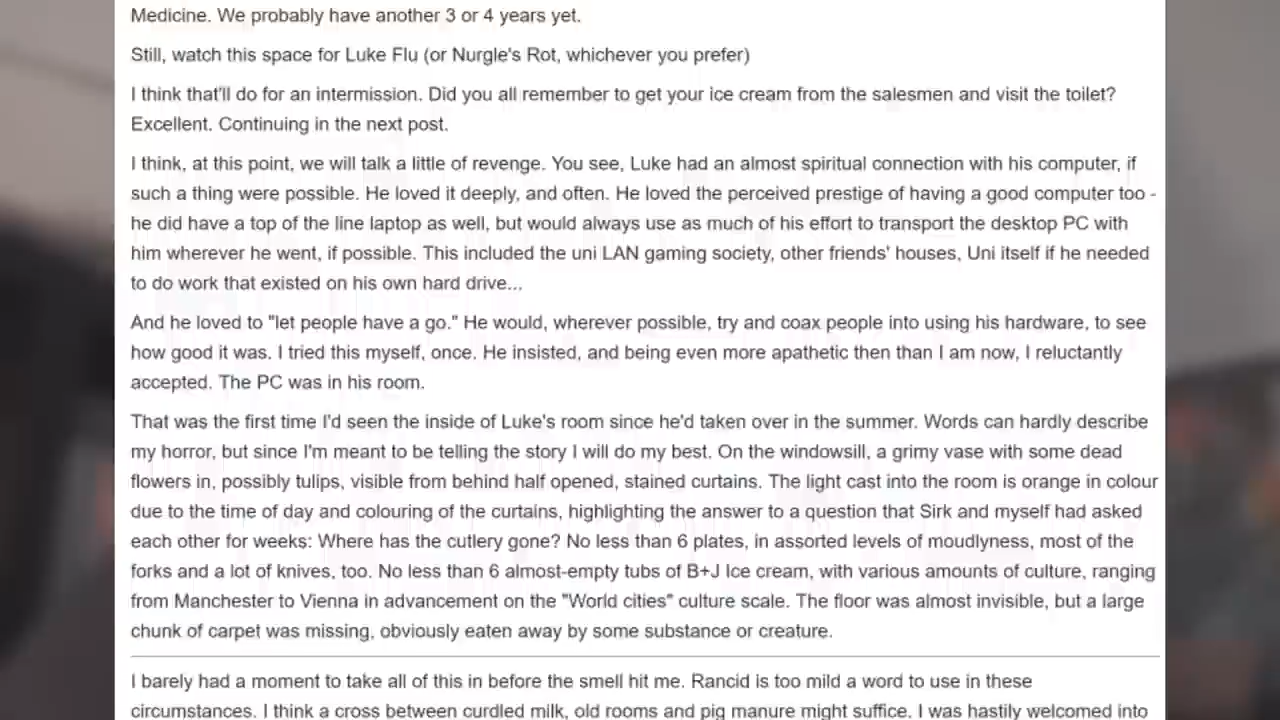 Medicine. We probably have another 3 or 4 years yet.
Still, watch this space for Luke Flu (or Nurgle's Rot, whichever you prefer)
I think that'll do for an intermission. Did you all remember to get your ice cream from the salesmen and visit the toilet?
Excellent. Continuing in the next post.
I think, at this point, we will talk a little of revenge. You see, Luke had an almost spiritual connection with his computer, if
such a thing were possible. He loved it deeply, and often. He loved the perceived prestige of having a good computer too -
he did have a top of the line laptop as well, but would always use as much of his effort to transport the desktop PC with
him wherever he went, if possible. This included the uni LAN gaming society, other friends' houses, Uni itself if he needed
to do work that existed on his own hard drive...
And he loved to "let people have a go." He would, wherever possible, try and coax people into using his hardware, to see
how good it was. I tried this myself, once. He insisted, and being even more apathetic then than I am now, I reluctantly
accepted. The PC was in his room.
That was the first time I'd seen the inside of Luke's room since he'd taken over in the summer. Words can hardly describe
my horror, but since I'm meant to be telling the story I will do my best. On the windowsill, a grimy vase with some dead
flowers in, possibly tulips, visible from behind half opened, stained curtains. The light cast into the room is orange in colour
due to the time of day and colouring of the curtains, highlighting the answer to a question that Sirk and myself had asked
each other for weeks: Where has the cutlery gone? No less than 6 plates, in assorted levels of moudlyness, most of the
forks and a lot of knives, too. No less than 6 almost-empty tubs of B+J Ice cream, with various amounts of culture, ranging
from Manchester to Vienna in advancement on the "World cities" culture scale. The floor was almost invisible, but a large
chunk of carpet was missing, obviously eaten away by some substance or creature.
I barely had a moment to take all of this in before the smell hit me. Rancid is too mild a word to use in these
circumstances. I think a cross between curdled milk, old rooms and pig manure might suffice. I was hastily welcomed into